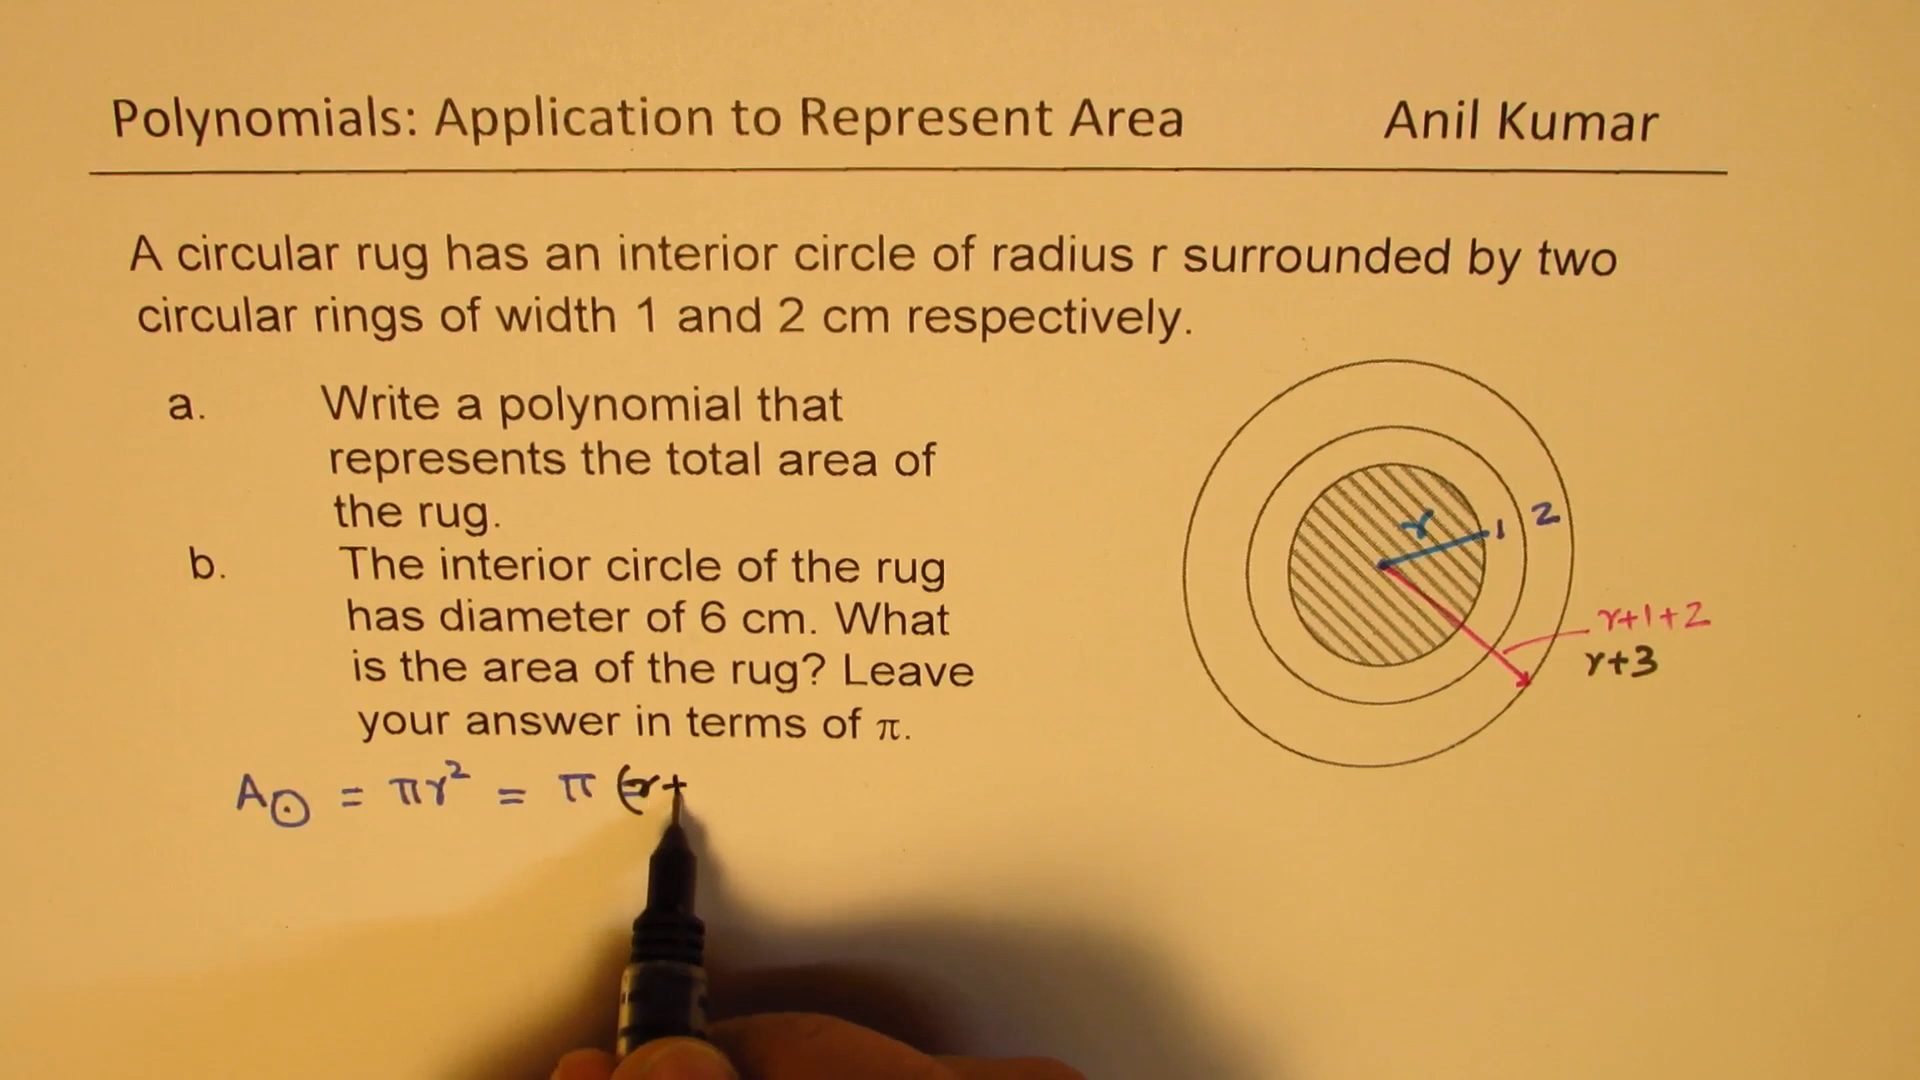 Polynomials: Application to Represent Area Anil Kumar
A circular rug has an interior circle of radius r surrounded by two
circular rings of width 1 and 2 cm respectively.
a. Write a polynomial that
represents the total area of
the rug.
b. The interior circle of the rug
has diameter of 6 cm. What
is the area of the rug? Leave
your answer in terms of π.
r 1 2
r+1+2
r+3
A⊙ = πr² = π (r+